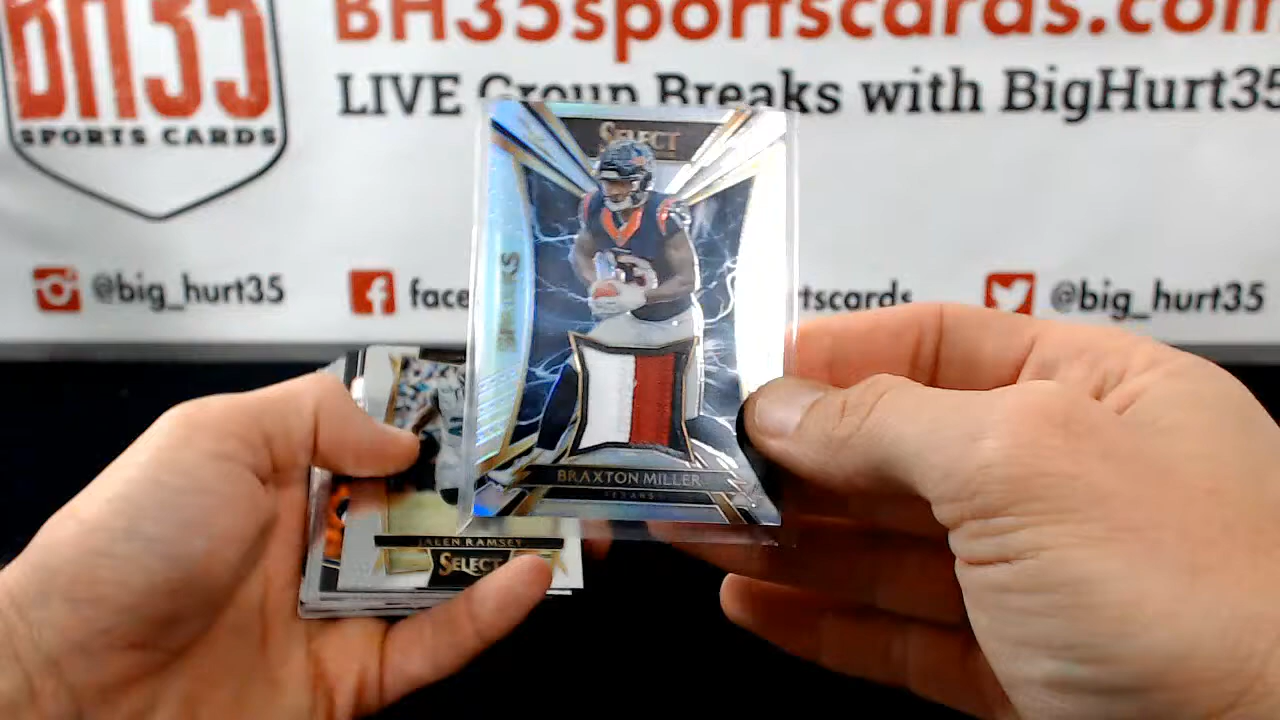 BH35
SPORTS CARDS
BH35sportscards.com
LIVE Group Breaks with BigHurt35
@big_hurt35
face
tscards
@big_hurt35
SELECT
BRAXTON MILLER
TEXANS
JALEN RAMSEY
SELECT